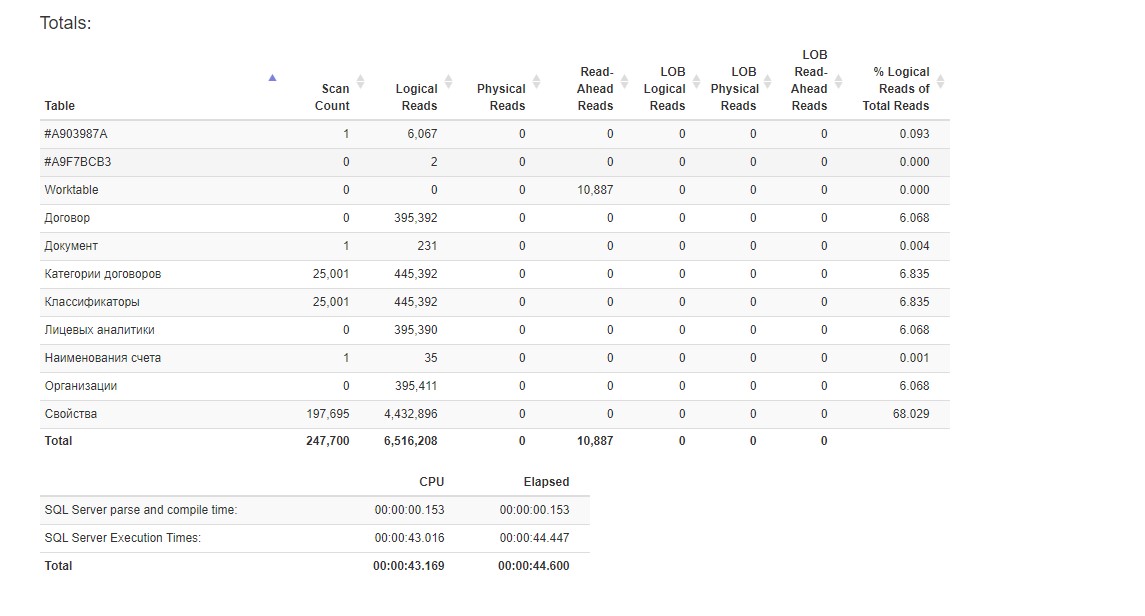 Totals:
Table Scan Count Logical Reads Physical Reads Read-Ahead Reads LOB Logical Reads LOB Physical Reads LOB Read-Ahead Reads % Logical Reads of Total Reads
#A903987A 1 6,067 0 0 0 0 0 0.093
#A9F7BCB3 0 2 0 0 0 0 0 0.000
Worktable 0 0 0 10,887 0 0 0 0.000
Договор 0 395,392 0 0 0 0 0 6.068
Документ 1 231 0 0 0 0 0 0.004
Категории договоров 25,001 445,392 0 0 0 0 0 6.835
Классификаторы 25,001 445,392 0 0 0 0 0 6.835
Лицевых аналитики 0 395,390 0 0 0 0 0 6.068
Наименования счета 1 35 0 0 0 0 0 0.001
Организации 0 395,411 0 0 0 0 0 6.068
Свойства 197,695 4,432,896 0 0 0 0 0 68.029
Total 247,700 6,516,208 0 10,887 0 0 0
CPU Elapsed
SQL Server parse and compile time: 00:00:00.153 00:00:00.153
SQL Server Execution Times: 00:00:43.016 00:00:44.447
Total 00:00:43.169 00:00:44.600